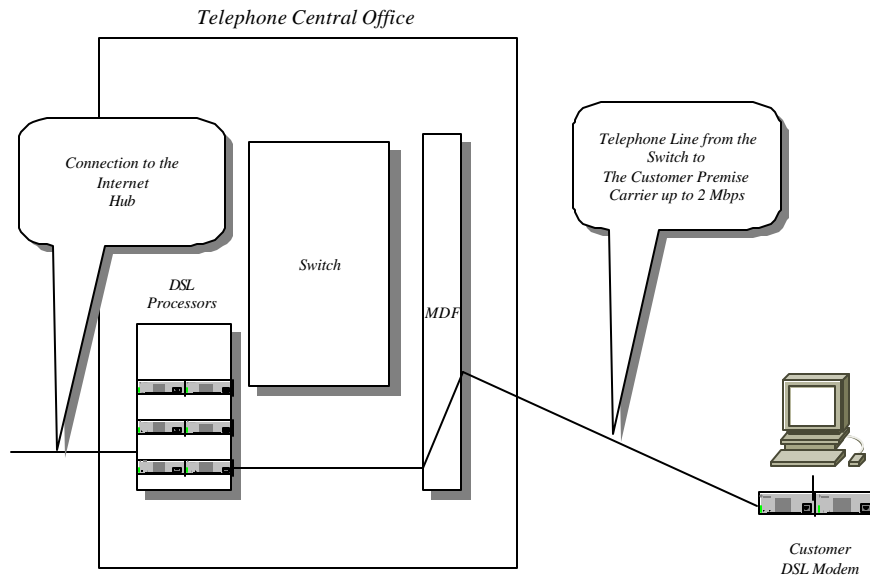 Telephone Central Office
Connection to the
Internet
Hub
Telephone Line from the
Switch to
The Customer Premise
Carrier up to 2 Mbps
Switch
DSL
Processors
MDF
Customer
DSL Modem